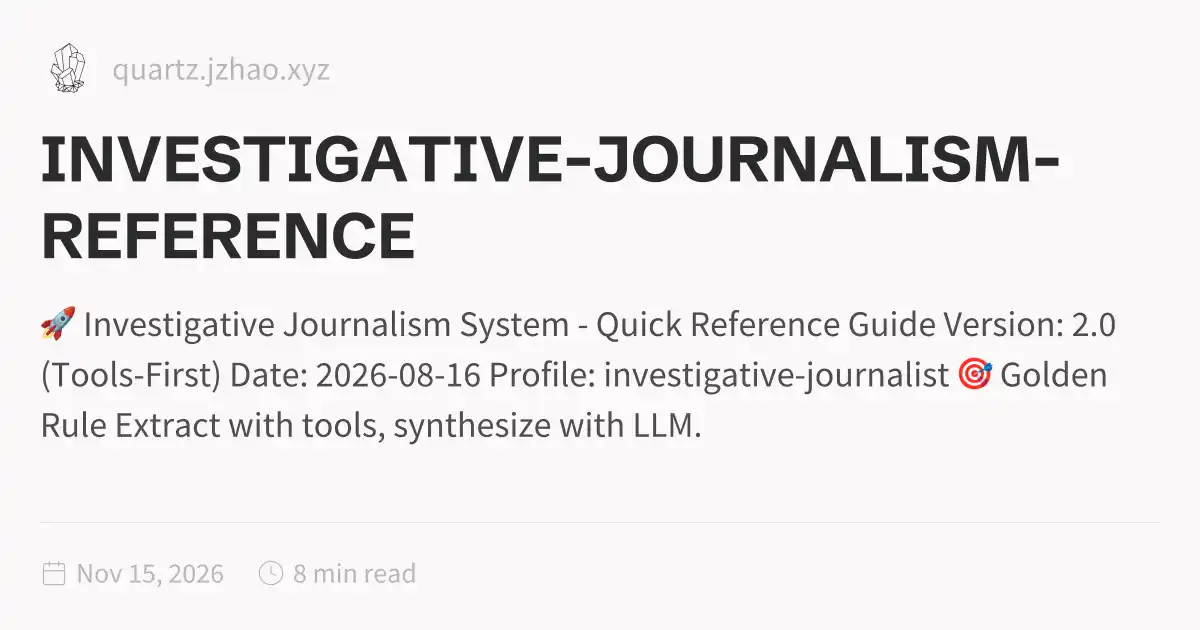 quartz.jzhao.xyz
INVESTIGATIVE-JOURNALISM-
REFERENCE
🚀 Investigative Journalism System - Quick Reference Guide Version: 2.0
(Tools-First) Date: 2026-08-16 Profile: investigative-journalist 🎯 Golden
Rule Extract with tools, synthesize with LLM.
Nov 15, 2026
8 min read